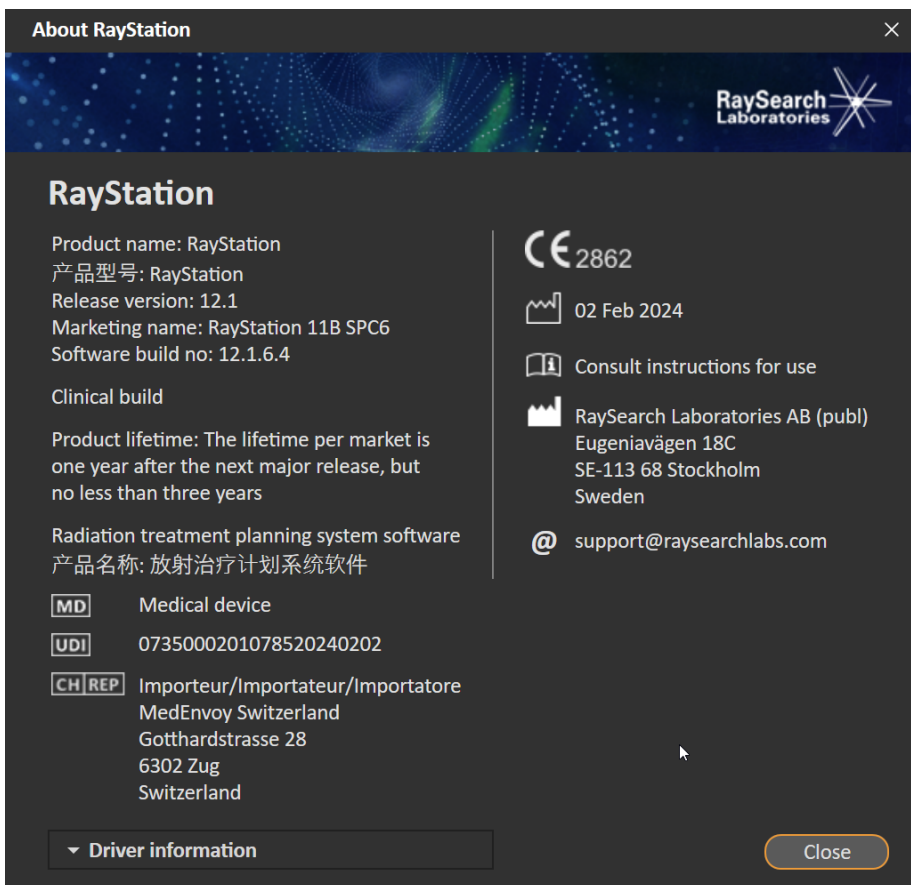 About RayStation
RaySearch
Laboratories
RayStation
Product name: RayStation
产品型号: RayStation
Release version: 12.1
Marketing name: RayStation 11B SPC6
Software build no: 12.1.6.4
Clinical build
Product lifetime: The lifetime per market is
one year after the next major release, but
no less than three years
Radiation treatment planning system software
产品名称: 放射治疗计划系统软件
MD Medical device
UDI 0735000201078520240202
CH REP Importeur/Importateur/Importatore
MedEnvoy Switzerland
Gotthardstrasse 28
6302 Zug
Switzerland
CE 2862
02 Feb 2024
Consult instructions for use
RaySearch Laboratories AB (publ)
Eugeniavägen 18C
SE-113 68 Stockholm
Sweden
@ support@raysearchlabs.com
Driver information
Close